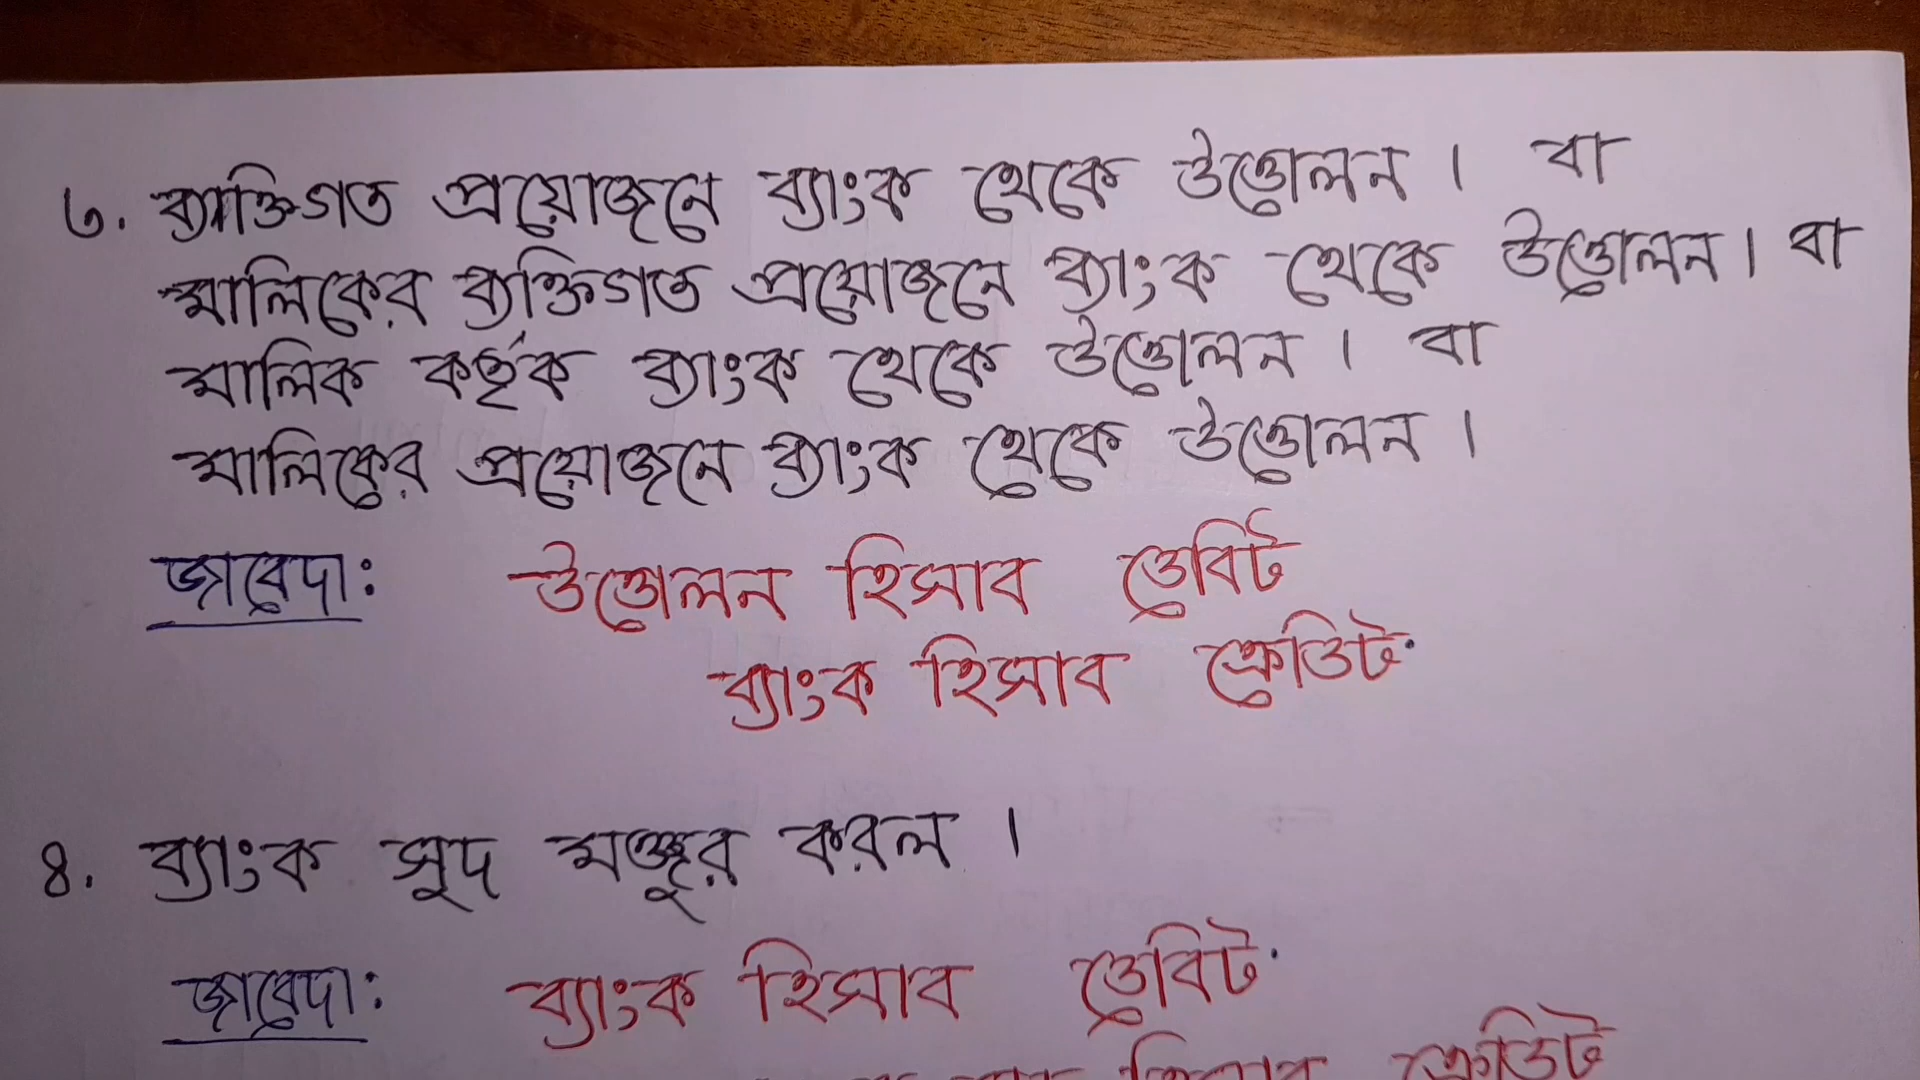 ৩. ব্যক্তিগত প্রয়োজনে ব্যাংক থেকে উত্তোলন। বা
মালিকের ব্যক্তিগত প্রয়োজনে ব্যাংক থেকে উত্তোলন। বা
মালিক কর্তৃক ব্যাংক থেকে উত্তোলন। বা
মালিকের প্রয়োজনে ব্যাংক থেকে উত্তোলন।
জাবেদা: উত্তোলন হিসাব ডেবিট
ব্যাংক হিসাব ক্রেডিট
৪. ব্যাংক সুদ মঞ্জুর করল।
জাবেদা: ব্যাংক হিসাব ডেবিট
হিসাব ক্রেডিট